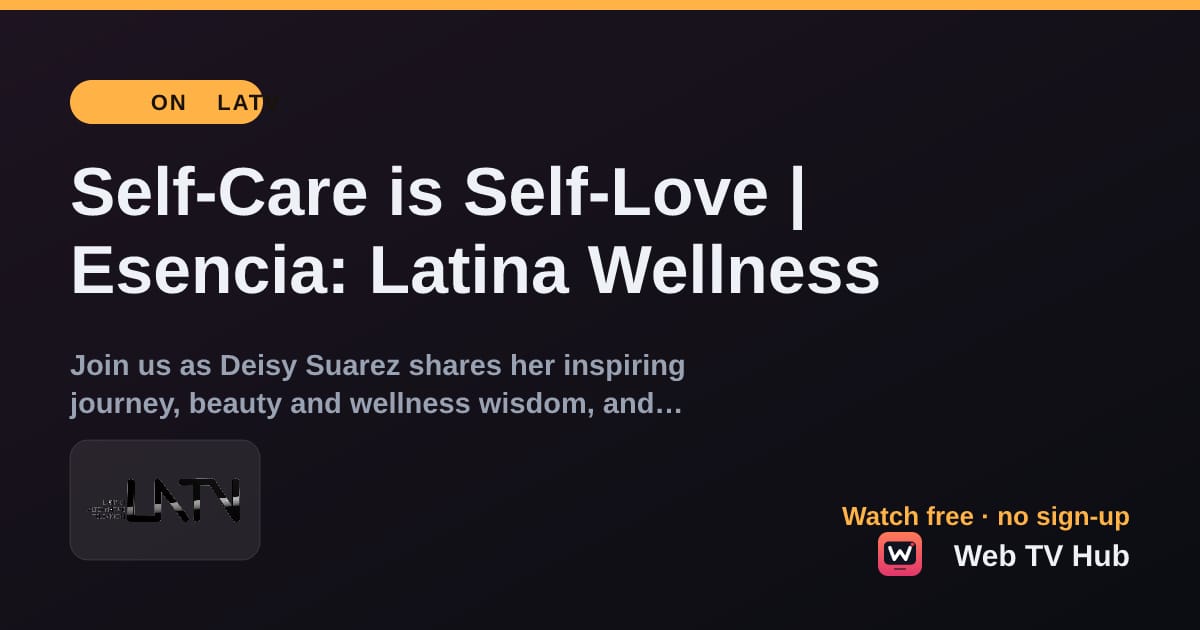 ON LAT
Self-Care is Self-Love |
Esencia: Latina Wellness
Join us as Deisy Suarez shares her inspiring
journey, beauty and wellness wisdom, and…
LATV
Watch free · no sign-up
Web TV Hub